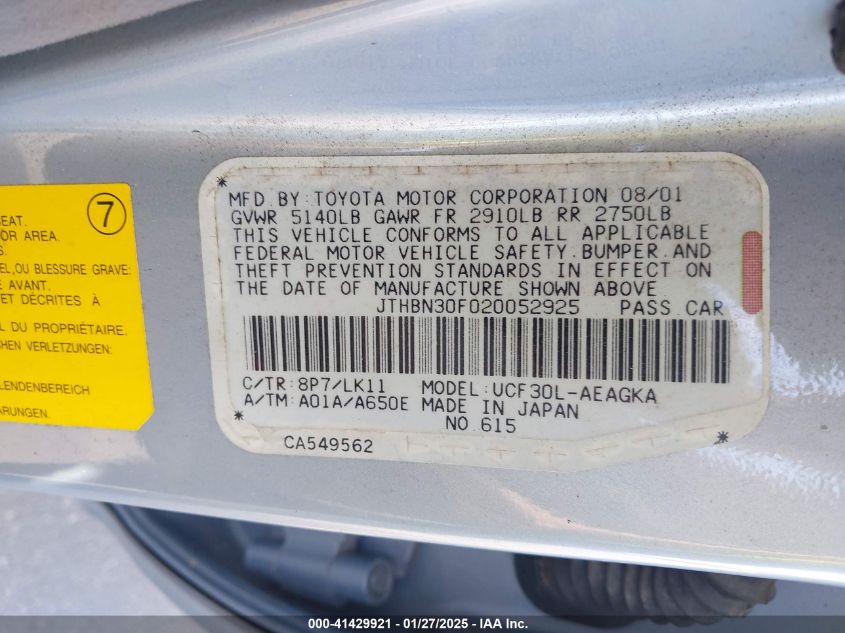 7
SEAT.
OR AREA.
EL,OU BLESSURE GRAVE:
AVANT.
ET DÉCRITES À
DU PROPRIÉTAIRE.
CHEN VERLETZUNGEN:
LENDENBEREICH
ARUNGEN.
MFD.BY:TOYOTA MOTOR CORPORATION 08/01
GVWR 5140LB GAWR FR 2910LB RR 2750LB
THIS VEHICLE CONFORMS TO ALL APPLICABLE
FEDERAL MOTOR VEHICLE SAFETY.BUMPER.AND
THEFT PREVENTION STANDARDS IN EFFECT ON
THE DATE OF MANUFACTURE SHOWN ABOVE
JTHBN30F020052925 PASS.CAR
C/TR:8P7/LK11 MODEL:UCF30L-AEAGKA
A/TM:A01A/A650E MADE IN JAPAN
NO.615
CA549562
000-41429921 - 01/27/2025 - IAA Inc.